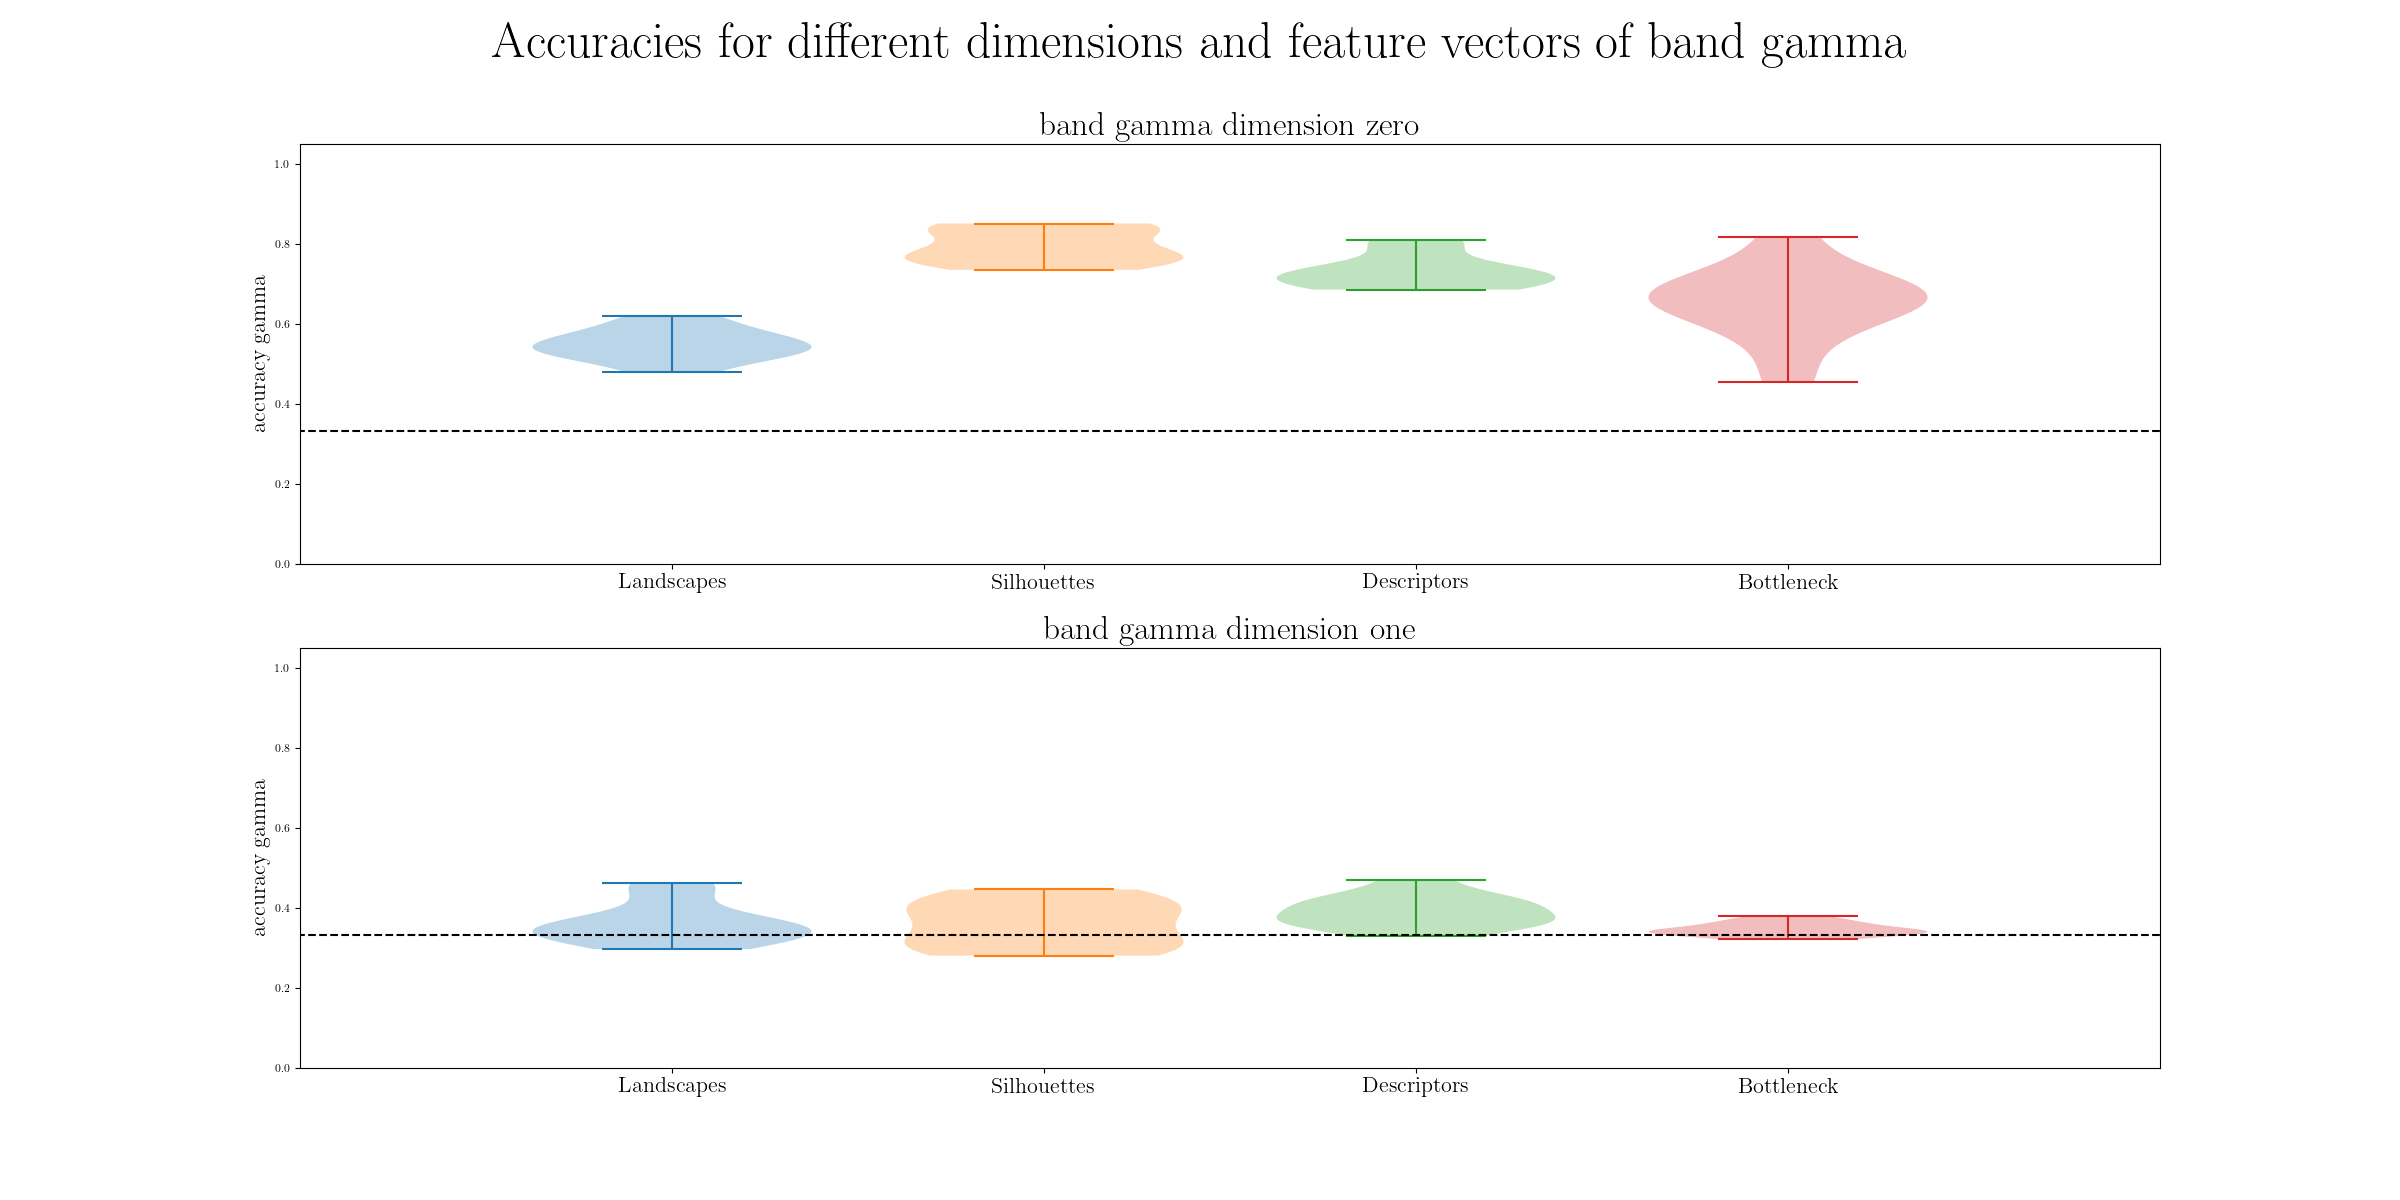 Accuracies for different dimensions and feature vectors of band gamma
band gamma dimension zero
accuracy gamma
1.0
0.8
0.6
0.4
0.2
0.0
Landscapes Silhouettes Descriptors Bottleneck
band gamma dimension one
accuracy gamma
1.0
0.8
0.6
0.4
0.2
0.0
Landscapes Silhouettes Descriptors Bottleneck